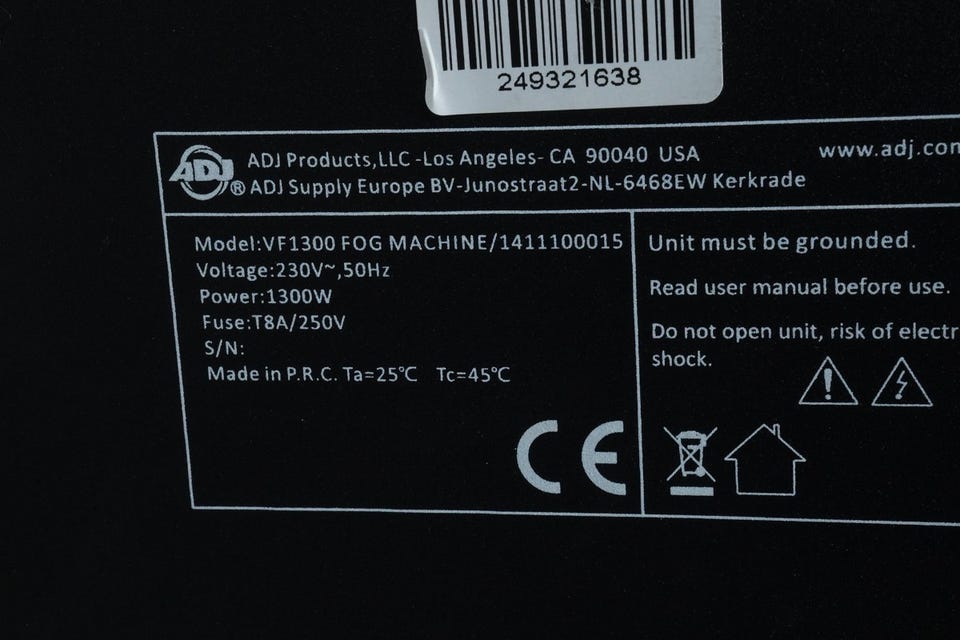 249321638
ADJ
ADJ Products,LLC -Los Angeles- CA 90040 USA
www.adj.com
® ADJ Supply Europe BV-Junostraat2-NL-6468EW Kerkrade
Model:VF1300 FOG MACHINE/1411100015
Voltage:230V~,50Hz
Power:1300W
Fuse:T8A/250V
S/N:
Made in P.R.C. Ta=25℃ Tc=45℃
CE
Unit must be grounded.
Read user manual before use.
Do not open unit, risk of electr
shock.